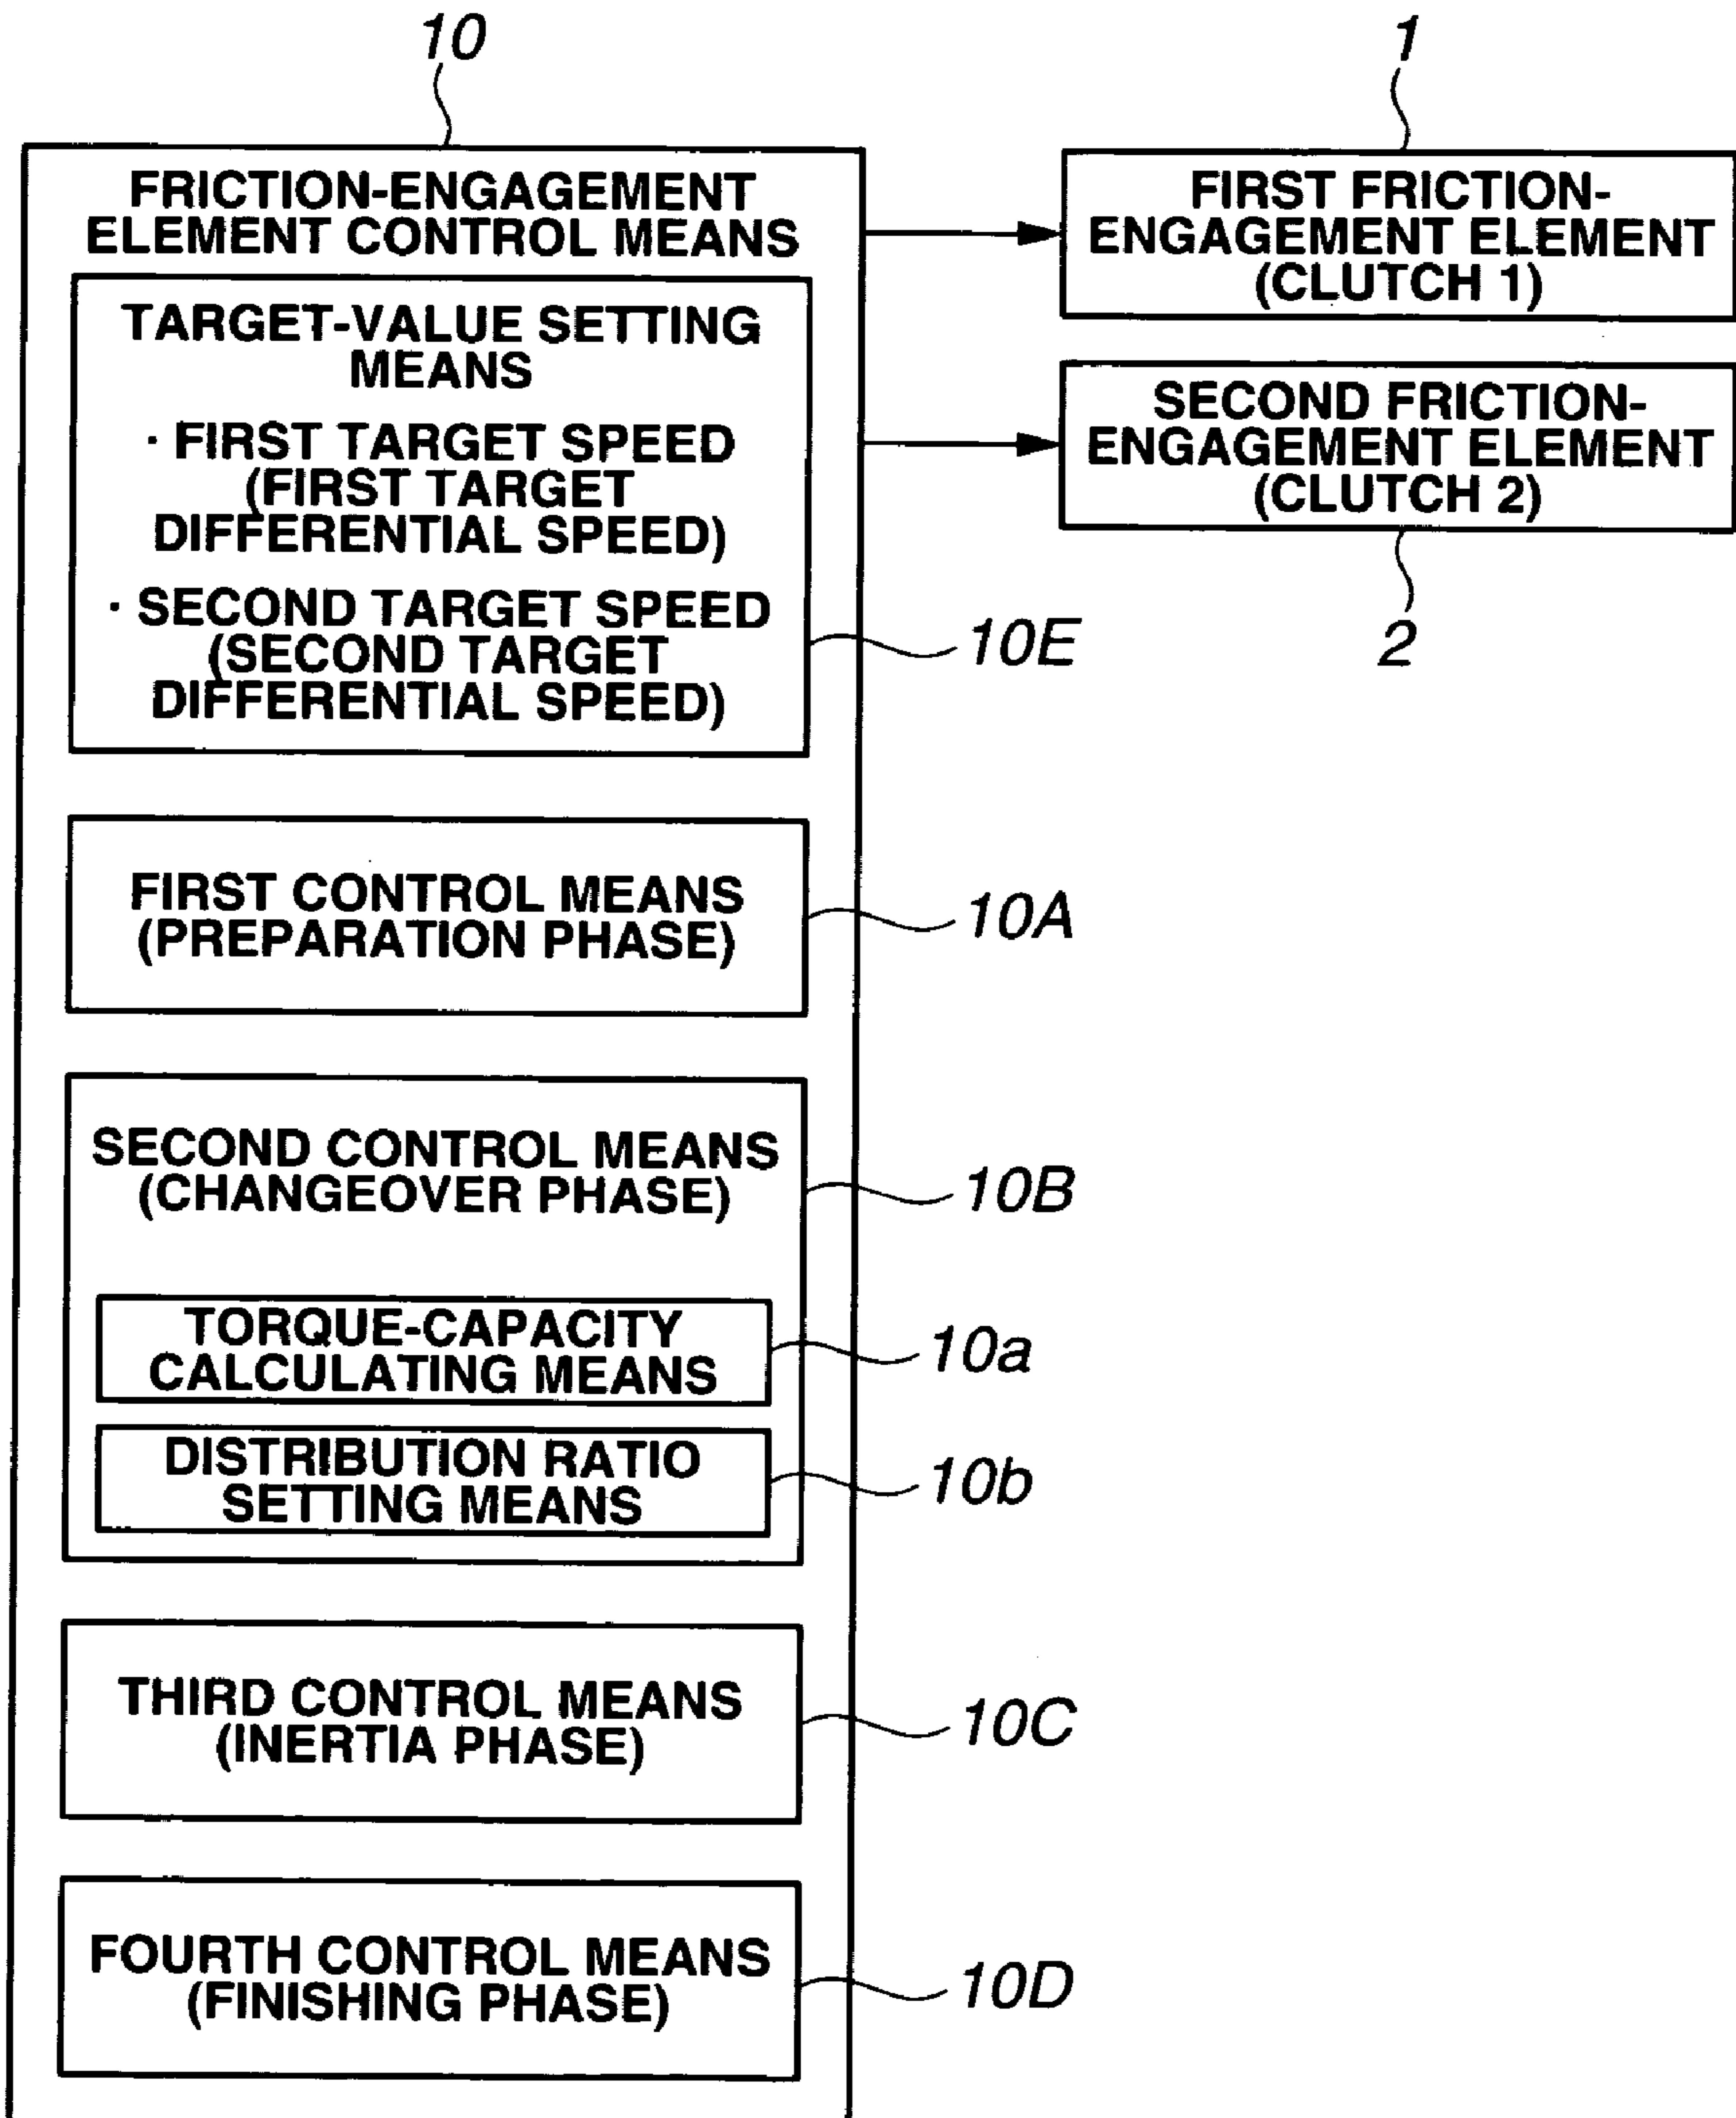 10
FRICTION-ENGAGEMENT
ELEMENT CONTROL MEANS
TARGET-VALUE SETTING
MEANS
· FIRST TARGET SPEED
(FIRST TARGET
DIFFERENTIAL SPEED)
· SECOND TARGET SPEED
(SECOND TARGET
DIFFERENTIAL SPEED)
10E
FIRST CONTROL MEANS
(PREPARATION PHASE)
10A
SECOND CONTROL MEANS
(CHANGEOVER PHASE)
10B
TORQUE-CAPACITY
CALCULATING MEANS
10a
DISTRIBUTION RATIO
SETTING MEANS
10b
THIRD CONTROL MEANS
(INERTIA PHASE)
10C
FOURTH CONTROL MEANS
(FINISHING PHASE)
10D
1
FIRST FRICTION-
ENGAGEMENT ELEMENT
(CLUTCH 1)
SECOND FRICTION-
ENGAGEMENT ELEMENT
(CLUTCH 2)
2